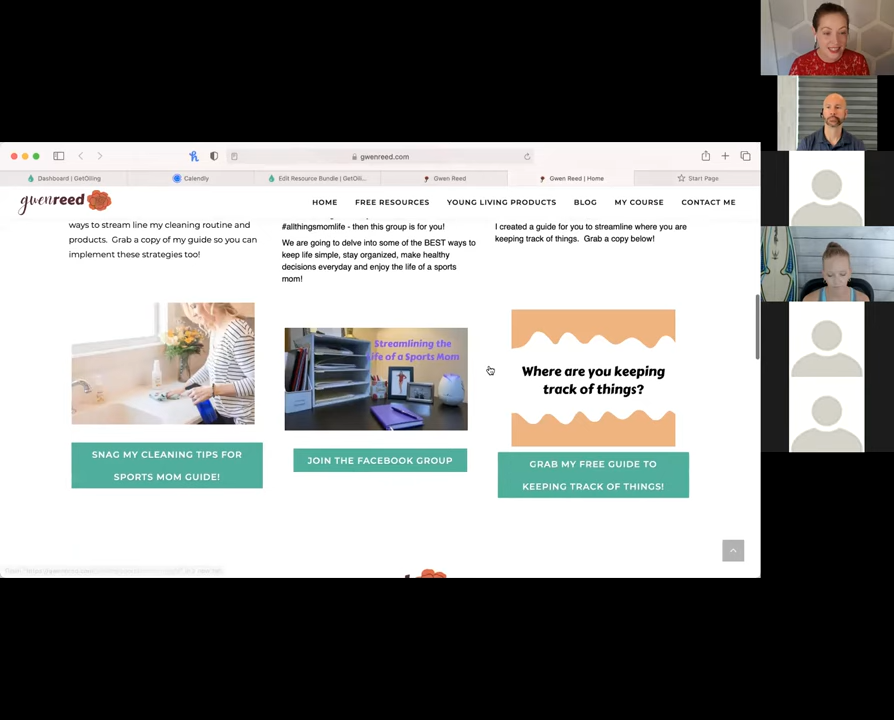 gwenreed.com
Dashboard | GetOiling
Calendly
Edit Resource Bundle | GetOili...
Gwen Reed
Gwen Reed | Home
Start Page
gwenreed
HOME
FREE RESOURCES
YOUNG LIVING PRODUCTS
BLOG
MY COURSE
CONTACT ME
ways to stream line my cleaning routine and
products. Grab a copy of my guide so you can
implement these strategies too!
#allthingsmomlife - then this group is for you!
We are going to delve into some of the BEST ways to
keep life simple, stay organized, make healthy
decisions everyday and enjoy the life of a sports
mom!
I created a guide for you to streamline where you are
keeping track of things. Grab a copy below!
Streamlining the
life of a Sports Mom
Where are you keeping
track of things?
SNAG MY CLEANING TIPS FOR
SPORTS MOM GUIDE!
JOIN THE FACEBOOK GROUP
GRAB MY FREE GUIDE TO
KEEPING TRACK OF THINGS!